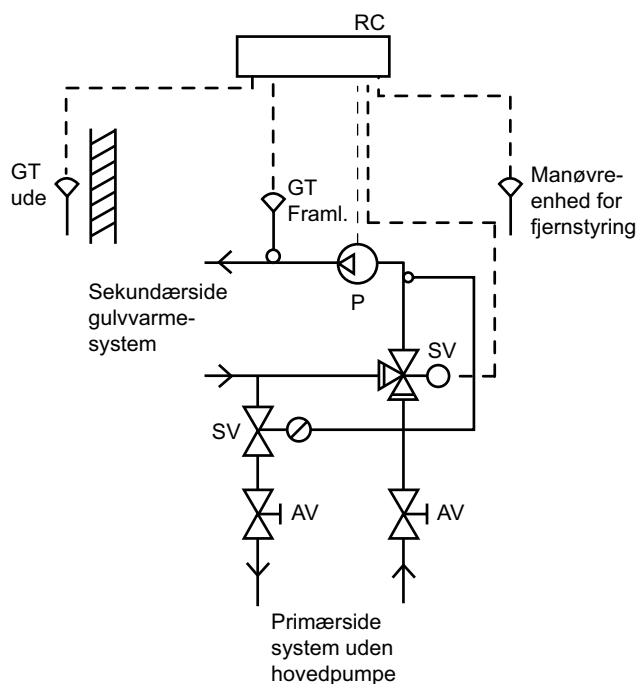 RC
GT
ude
GT
Framl.
Manøvre-
enhed for
fjernstyring
P
Sekundærside
gulvvarme-
system
SV
SV
AV
AV
Primærside
system uden
hovedpumpe